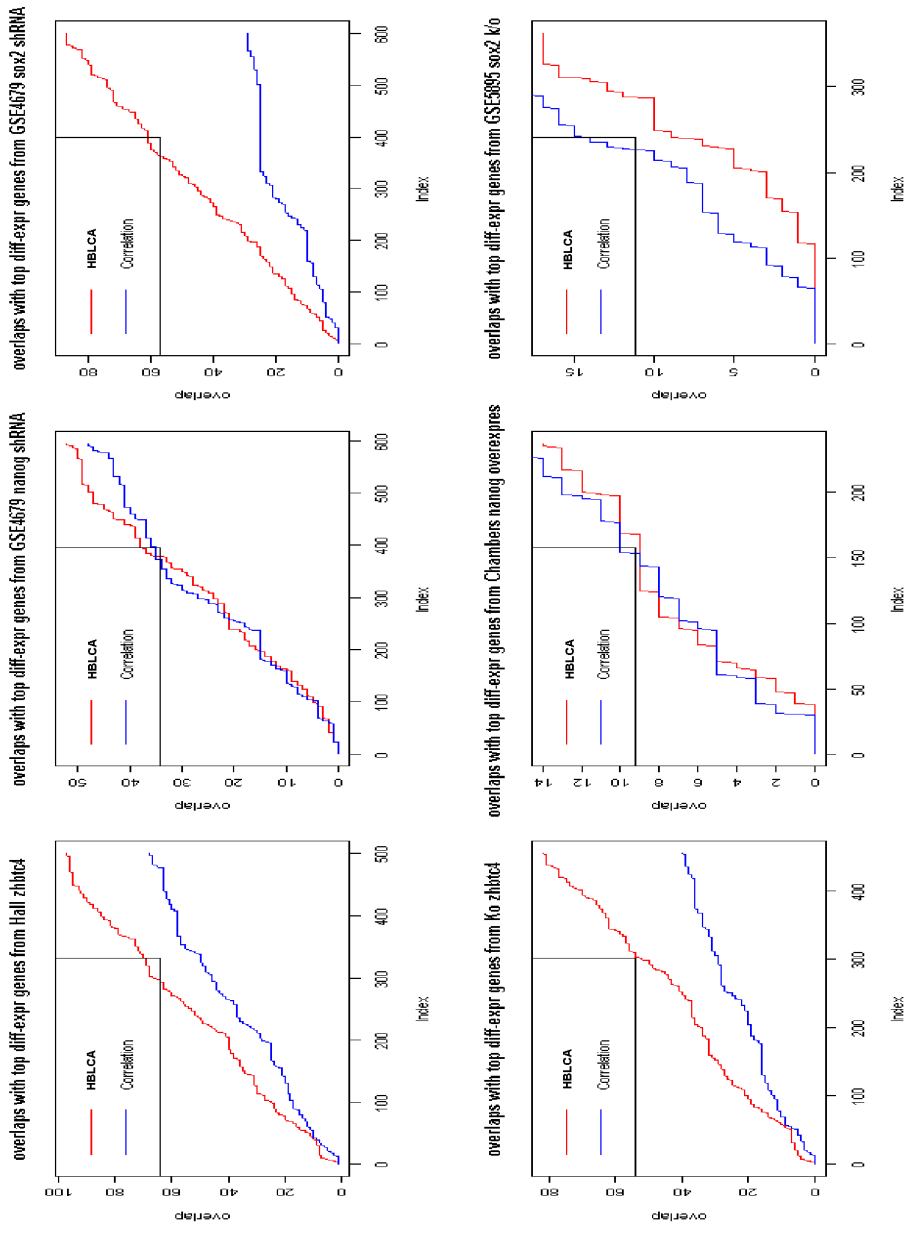 overlaps with top diff-expr genes from Hall zhbtc4
overlap
0 20 40 60 80 100
HBLCA
Correlation
0 100 200 300 400 500
Index
overlaps with top diff-expr genes from GSE4679 nanog shRNA
overlap
0 10 20 30 40 50
HBLCA
Correlation
0 100 200 300 400 500 600
Index
overlaps with top diff-expr genes from GSE4679 sox2 shRNA
overlap
0 20 40 60 80
HBLCA
Correlation
0 100 200 300 400 500 600
Index
overlaps with top diff-expr genes from Ko zhbtc4
overlap
0 20 40 60 80
HBLCA
Correlation
0 100 200 300 400
Index
overlaps with top diff-expr genes from Chambers nanog overexpres
overlap
0 2 4 6 8 10 12 14
HBLCA
Correlation
0 50 100 150 200
Index
overlaps with top diff-expr genes from GSE5895 sox2 k/o
overlap
0 5 10 15
HBLCA
Correlation
0 100 200 300
Index